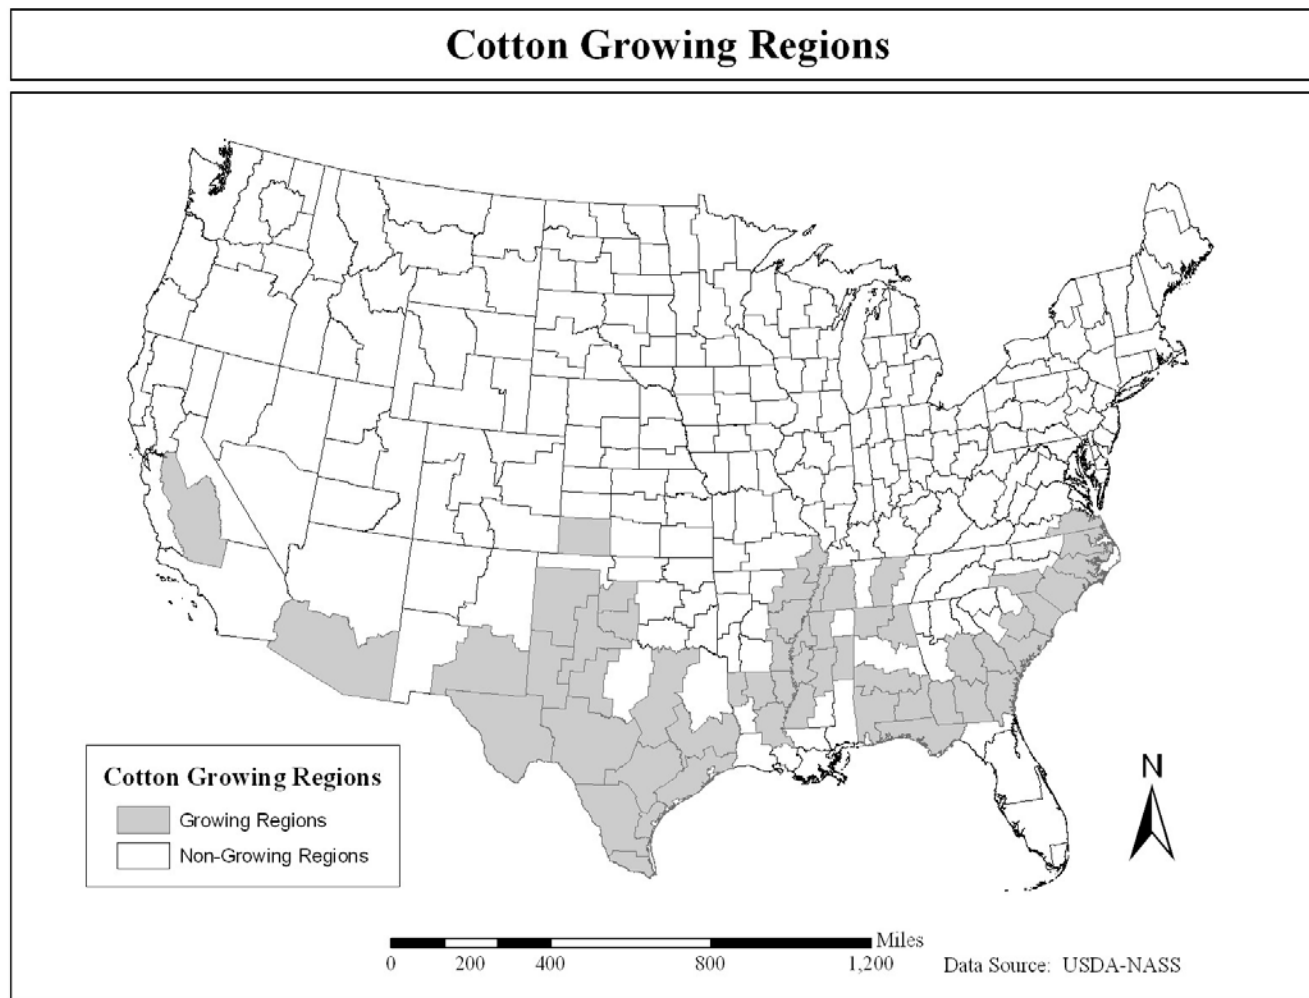 Cotton Growing Regions
N
Cotton Growing Regions
Growing Regions
Non-Growing Regions
Miles
0 200 400 800 1,200
Data Source: USDA-NASS